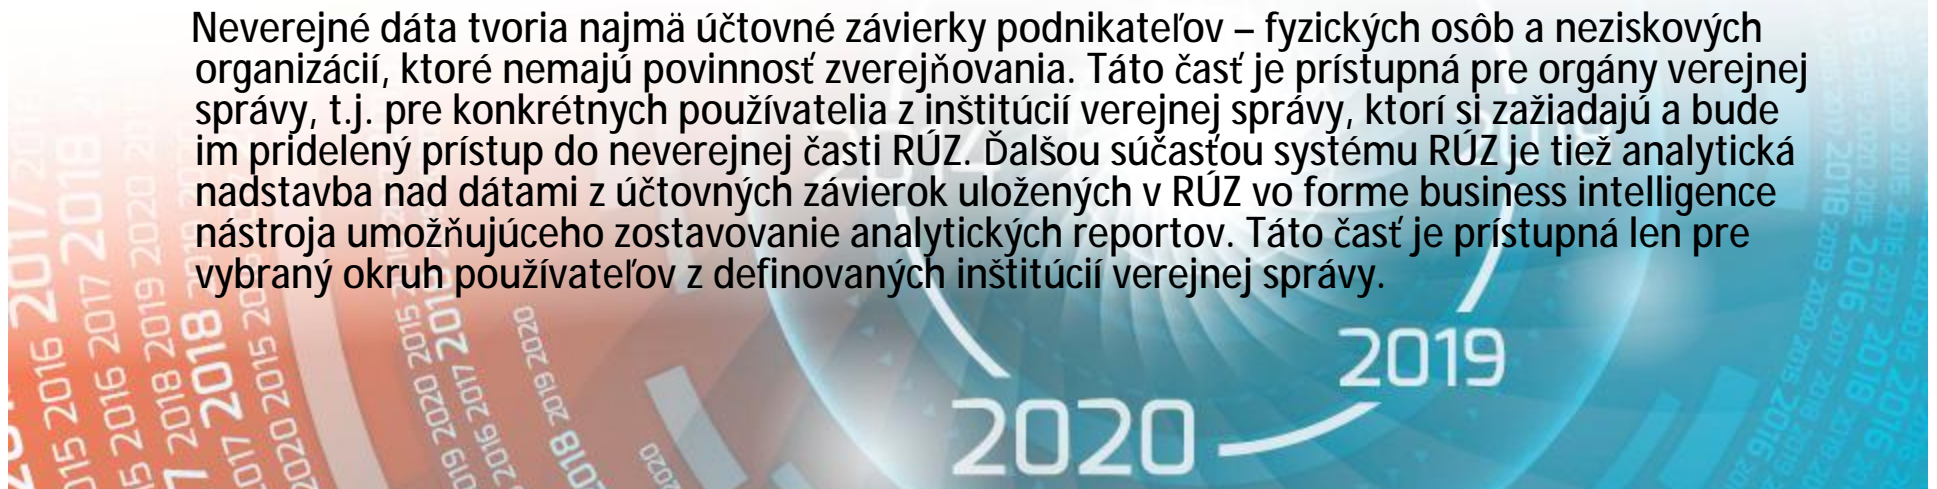 Neverejné dáta tvoria najmä účtovné závierky podnikateľov – fyzických osôb a neziskových
organizácií, ktoré nemajú povinnosť zverejňovania. Táto časť je prístupná pre orgány verejnej
správy, t.j. pre konkrétnych používatelia z inštitúcií verejnej správy, ktorí si zažiadajú a bude
im pridelený prístup do neverejnej časti RÚZ. Ďalšou súčasťou systému RÚZ je tiež analytická
nadstavba nad dátami z účtovných závierok uložených v RÚZ vo forme business intelligence
nástroja umožňujúceho zostavovanie analytických reportov. Táto časť je prístupná len pre
vybraný okruh používateľov z definovaných inštitúcií verejnej správy.
2019
2020